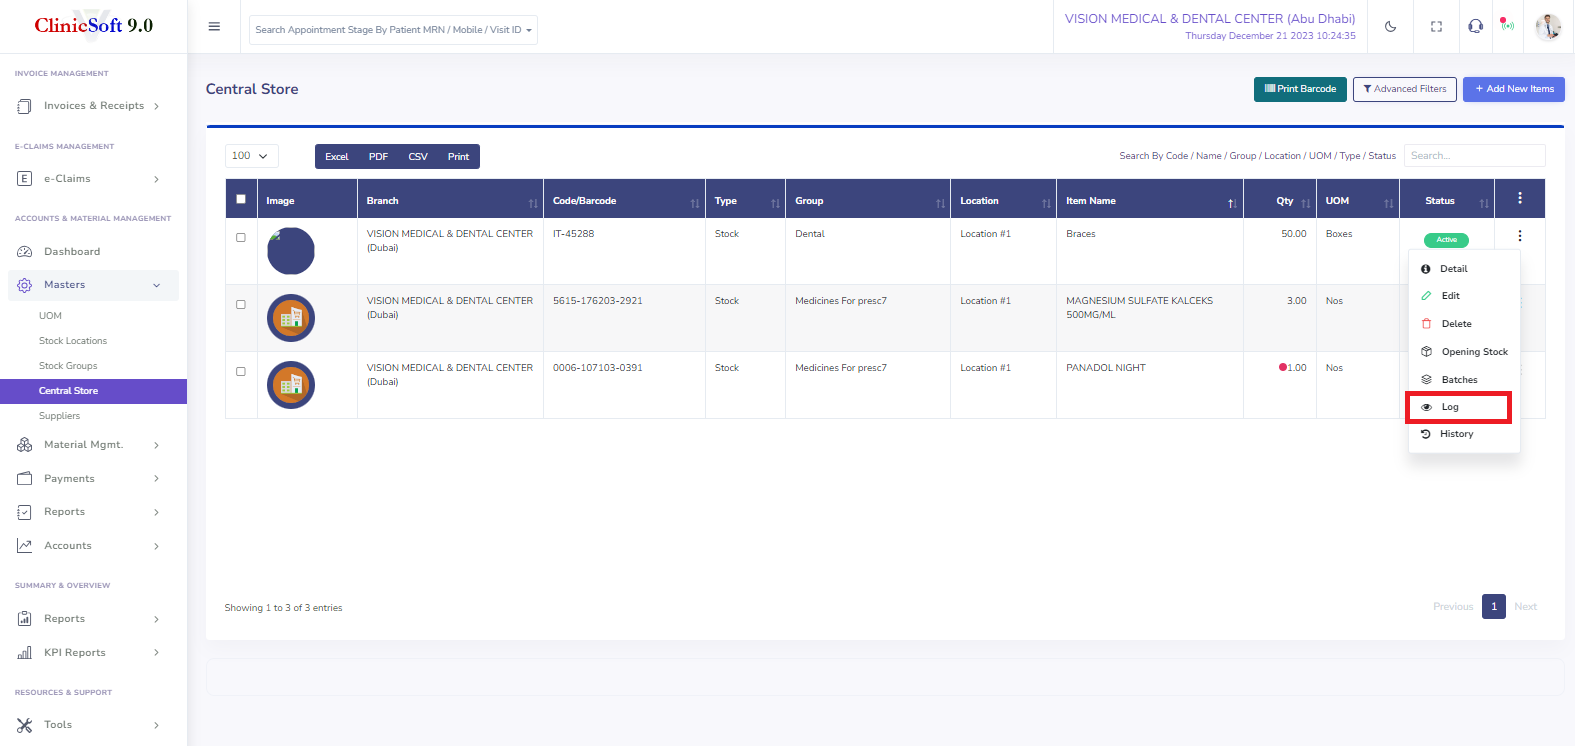 ClinicSoft 9.0
Search Appointment Stage By Patient MRN / Mobile / Visit ID
VISION MEDICAL & DENTAL CENTER (Abu Dhabi)
Thursday December 21 2023 10:24:35
INVOICE MANAGEMENT
Invoices & Receipts
E-CLAIMS MANAGEMENT
E
e-Claims
ACCOUNTS & MATERIAL MANAGEMENT
Dashboard
Masters
UOM
Stock Locations
Stock Groups
Central Store
Suppliers
Material Mgmt.
Payments
Reports
Accounts
SUMMARY & OVERVIEW
Reports
KPI Reports
RESOURCES & SUPPORT
Tools
Central Store
Print Barcode
Advanced Filters
+ Add New Items
100
Excel PDF CSV Print
Search By Code / Name / Group / Location / UOM / Type / Status
Search...
Image Branch Code/Barcode Type Group Location Item Name Qty UOM Status
VISION MEDICAL & DENTAL CENTER IT-45288 Stock Dental Location #1 Braces 50.00 Boxes Active
(Dubai)
VISION MEDICAL & DENTAL CENTER 5615-176203-2921 Stock Medicines For presc7 Location #1 MAGNESIUM SULFATE KALCEKS 3.00 Nos
(Dubai) 500MG/ML
VISION MEDICAL & DENTAL CENTER 0006-107103-0391 Stock Medicines For presc7 Location #1 PANADOL NIGHT 1.00 Nos
(Dubai)
Detail
Edit
Delete
Opening Stock
Batches
Log
History
Showing 1 to 3 of 3 entries
Previous 1 Next